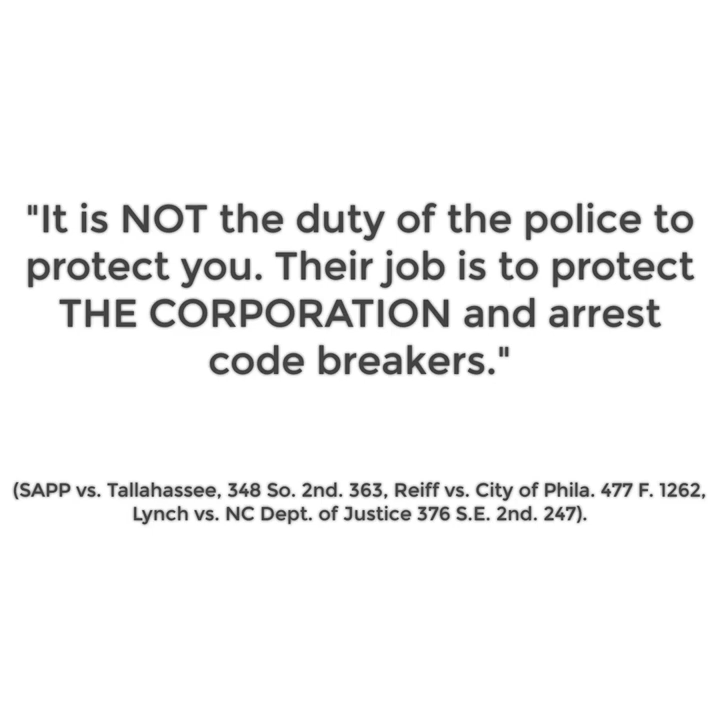 "It is NOT the duty of the police to
protect you. Their job is to protect
THE CORPORATION and arrest
code breakers."
(SAPP vs. Tallahassee, 348 So. 2nd. 363, Reiff vs. City of Phila. 477 F. 1262,
Lynch vs. NC Dept. of Justice 376 S.E. 2nd. 247).